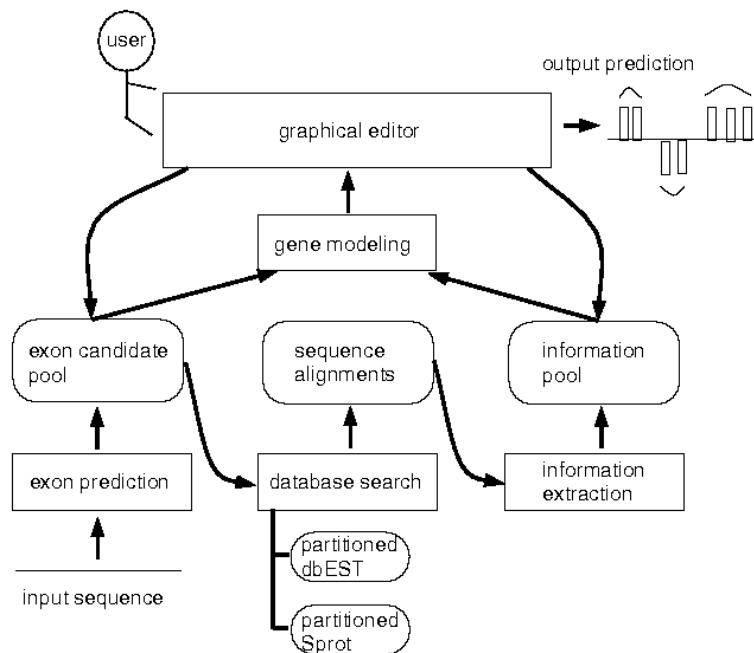 user
output prediction
graphical editor
gene modeling
exon candidate
pool
sequence
alignments
information
pool
exon prediction
database search
information
extraction
partitioned
dbEST
input sequence
partitioned
Sprot